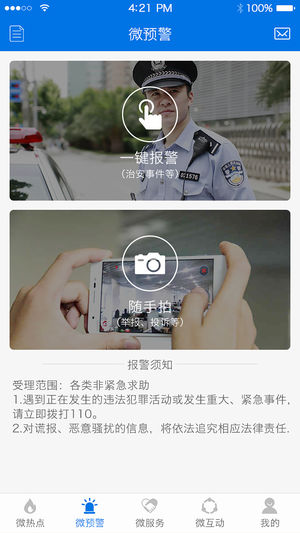 4:21 PM
100%
微预警
一键报警
(治安事件等)
随手拍
(举报、投诉等)
报警须知
受理范围：各类非紧急求助
1.遇到正在发生的违法犯罪活动或发生重大、紧急事件,
请立即拨打110。
2.对谎报、恶意骚扰的信息，将依法追究相应法律责任.
微热点 微预警 微服务 微互动 我的